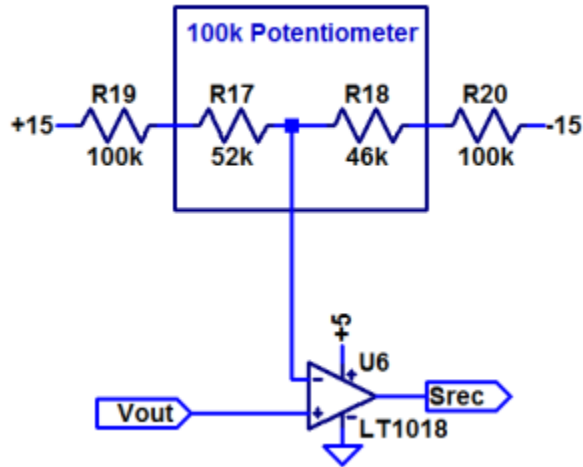 100k Potentiometer
R19 R17 R18 R20
+15 -15
100k 52k 46k 100k
+5
U6
- +
Vout + - Srec
LT1018